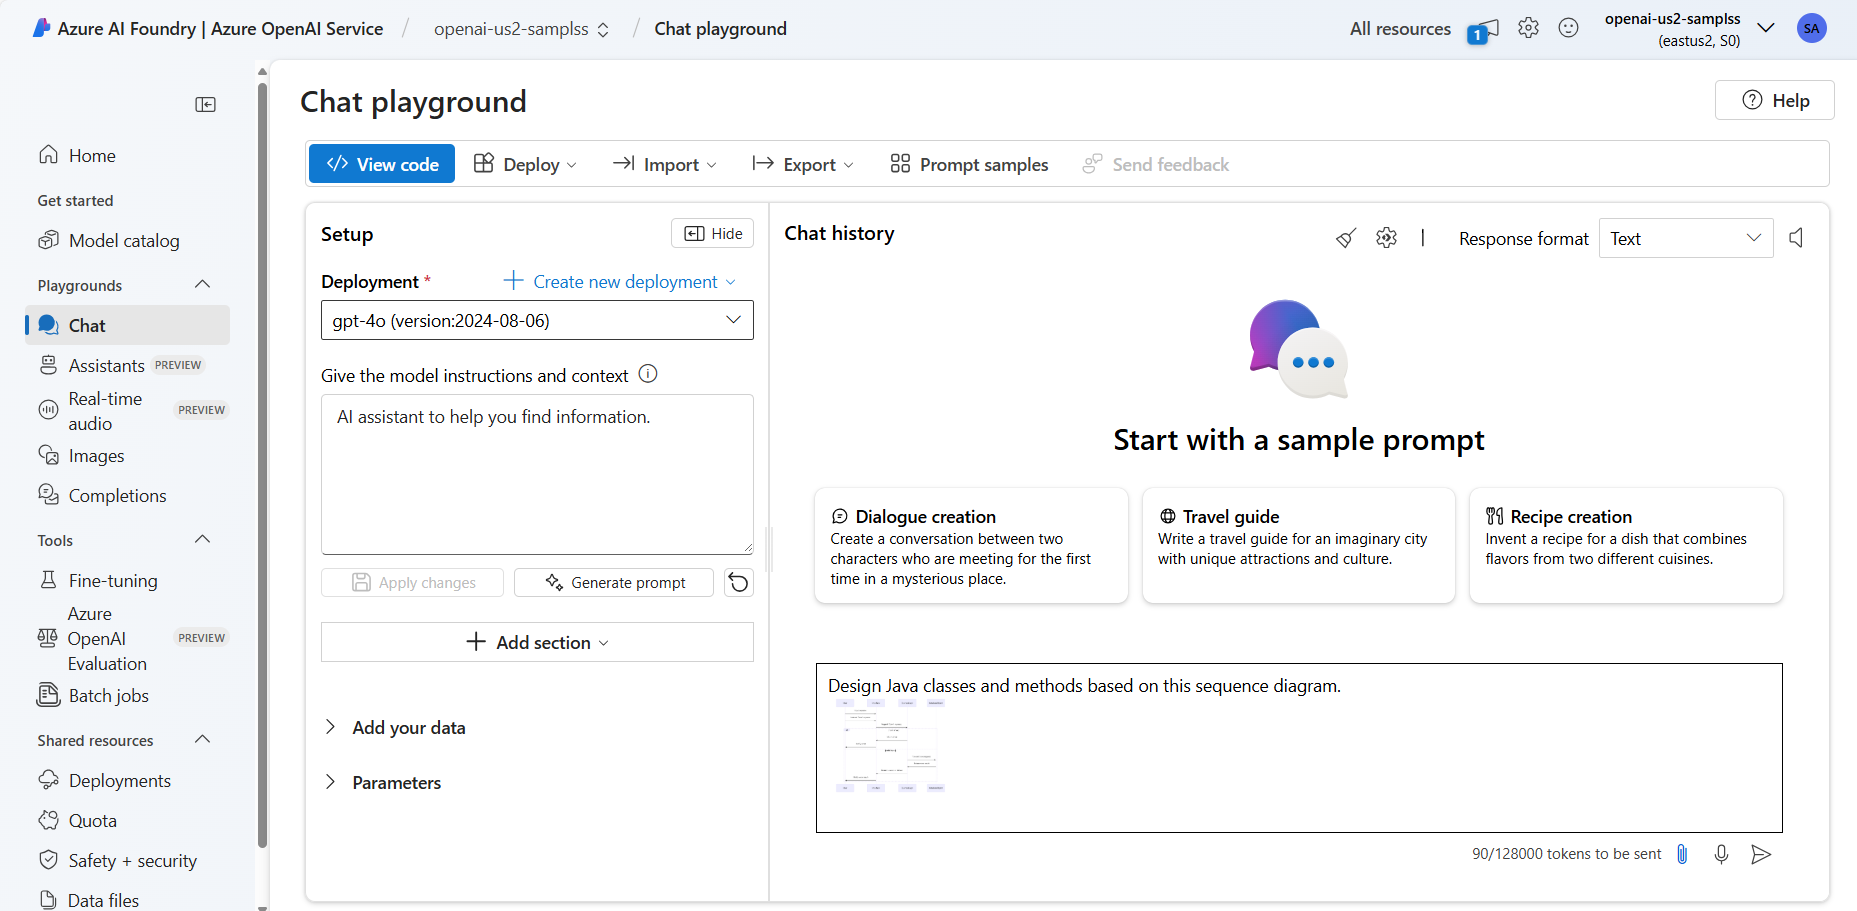 Azure AI Foundry | Azure OpenAI Service / openai-us2-samplss / Chat playground
All resources 1 openai-us2-samplss
(eastus2, S0)
SA
Home
Get started
Model catalog
Playgrounds
Chat
Assistants PREVIEW
Real-time
audio
PREVIEW
Images
Completions
Tools
Fine-tuning
Azure
OpenAI
Evaluation
PREVIEW
Batch jobs
Shared resources
Deployments
Quota
Safety + security
Data files
Chat playground
Help
View code Deploy Import Export Prompt samples Send feedback
Setup
Hide
Deployment * Create new deployment
gpt-4o (version:2024-08-06)
Give the model instructions and context
AI assistant to help you find information.
Apply changes Generate prompt
Add section
Add your data
Parameters
Chat history
Response format Text
Start with a sample prompt
Dialogue creation
Create a conversation between two
characters who are meeting for the first
time in a mysterious place.
Travel guide
Write a travel guide for an imaginary city
with unique attractions and culture.
Recipe creation
Invent a recipe for a dish that combines
flavors from two different cuisines.
Design Java classes and methods based on this sequence diagram.
90/128000 tokens to be sent